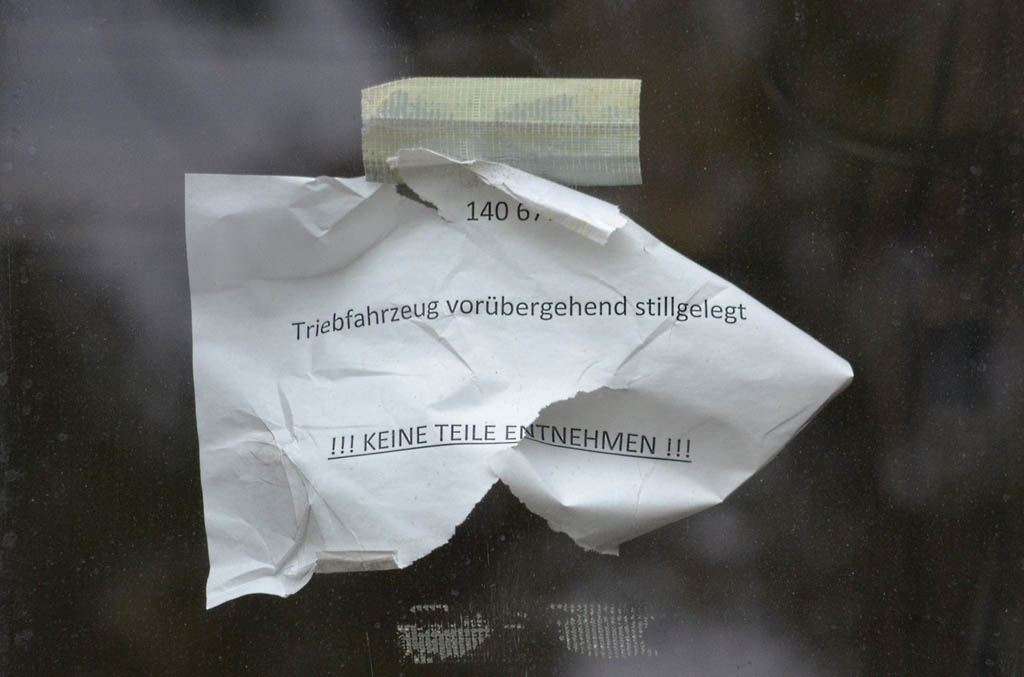 140 67
Triebfahrzeug vorübergehend stillgelegt
!!! KEINE TEILE ENTNEHMEN !!!